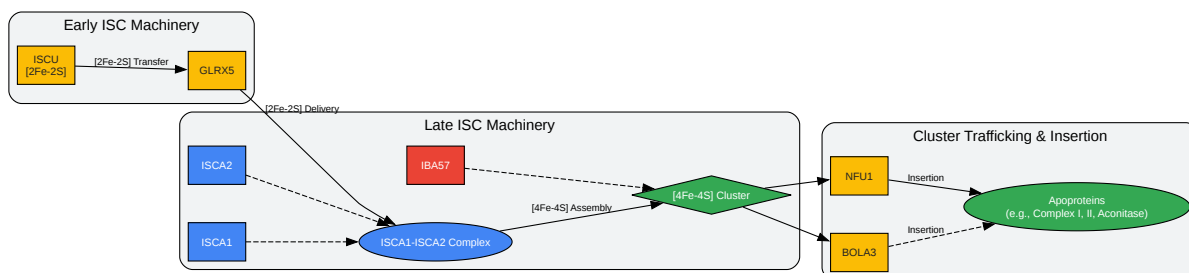 Early ISC Machinery
ISCU
[2Fe-2S]
[2Fe-2S] Transfer
GLRX5
[2Fe-2S] Delivery
Late ISC Machinery
ISCA2
IBA57
ISCA1
ISCA1-ISCA2 Complex
[4Fe-4S] Assembly
[4Fe-4S] Cluster
Cluster Trafficking & Insertion
NFU1
Insertion
BOLA3
Insertion
Apoproteins
(e.g., Complex I, II, Aconitase)